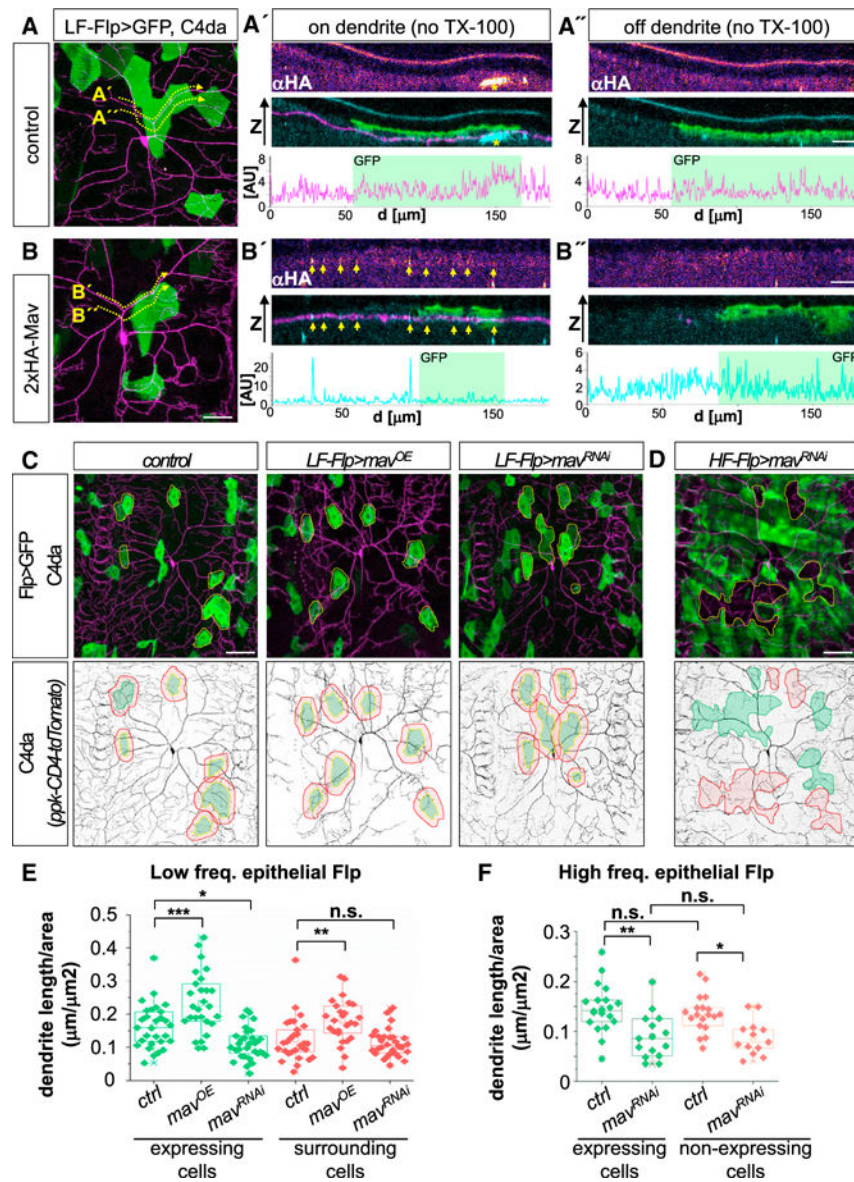 A LF-Flp>GFP, C4da
A´ on dendrite (no TX-100)
A´´ off dendrite (no TX-100)
control
A´
A´´
αHA
*
αHA
Z
*
Z
[AU]
8
4
0
GFP
0 50 100 150
d [μm]
8
6
4
2
0
GFP
0 50 100 150
d [μm]
B
B´
B´´
2xHA-Mav
B´
B´´
αHA
Z
Z
[AU]
20
10
0
GFP
0 50 100 150
d [μm]
6
4
2
0
GFP
0 50 100 150
d [μm]
C control
LF-Flp>mavOE
LF-Flp>mavRNAi
D HF-Flp>mavRNAi
Flp>GFP
C4da
C4da
(ppk-CD4-tdTomato)
E Low freq. epithelial Flp
dendrite length/area
(μm/μm2)
0.5
0.4
0.3
0.2
0.1
0
*
***
n.s.
**
ctrl mavOE mavRNAi ctrl mavOE mavRNAi
expressing
cells
surrounding
cells
F High freq. epithelial Flp
dendrite length/area
(μm/μm2)
0.3
0.2
0.1
0
n.s.
n.s.
**
*
ctrl mavRNAi ctrl mavRNAi
expressing
cells
non-expressing
cells